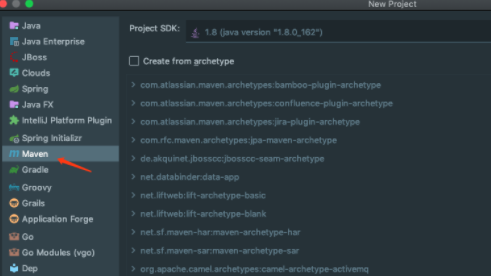 New Project
Java
Java Enterprise
JBoss
Clouds
Spring
Java FX
IntelliJ Platform Plugin
Spring Initializr
Maven
Gradle
Groovy
Grails
Application Forge
Go
Go Modules (vgo)
Dep
Project SDK: 1.8 (java version "1.8.0_162")
Create from archetype
com.atlassian.maven.archetypes:bamboo-plugin-archetype
com.atlassian.maven.archetypes:confluence-plugin-archetype
com.atlassian.maven.archetypes:jira-plugin-archetype
com.rfc.maven.archetypes:jpa-maven-archetype
de.akquinet.jbosscc:jbosscc-seam-archetype
net.databinder:data-app
net.liftweb:lift-archetype-basic
net.liftweb:lift-archetype-blank
net.sf.maven-har:maven-archetype-har
net.sf.maven-sar:maven-archetype-sar
org.apache.camel.archetypes:camel-archetype-activemq